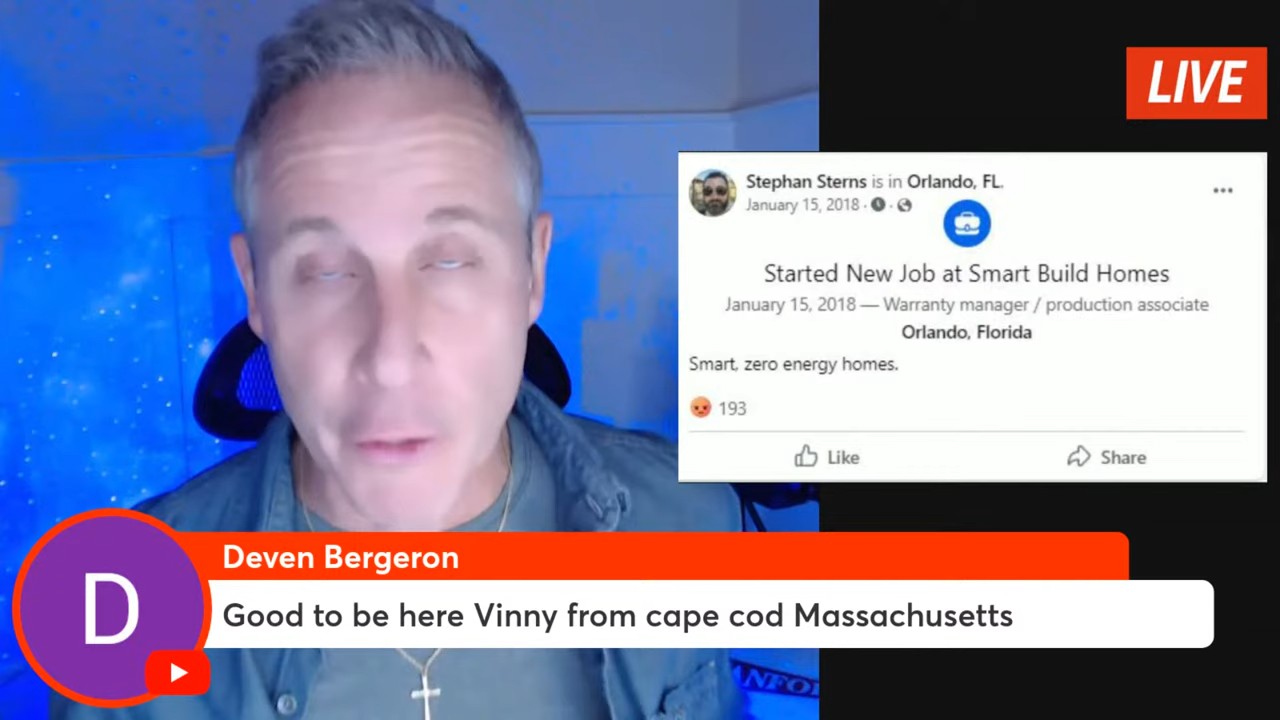 LIVE
Stephan Sterns is in Orlando, FL.
January 15, 2018
Started New Job at Smart Build Homes
January 15, 2018 — Warranty manager / production associate
Orlando, Florida
Smart, zero energy homes.
193
Like
Share
Deven Bergeron
D
Good to be here Vinny from cape cod Massachusetts